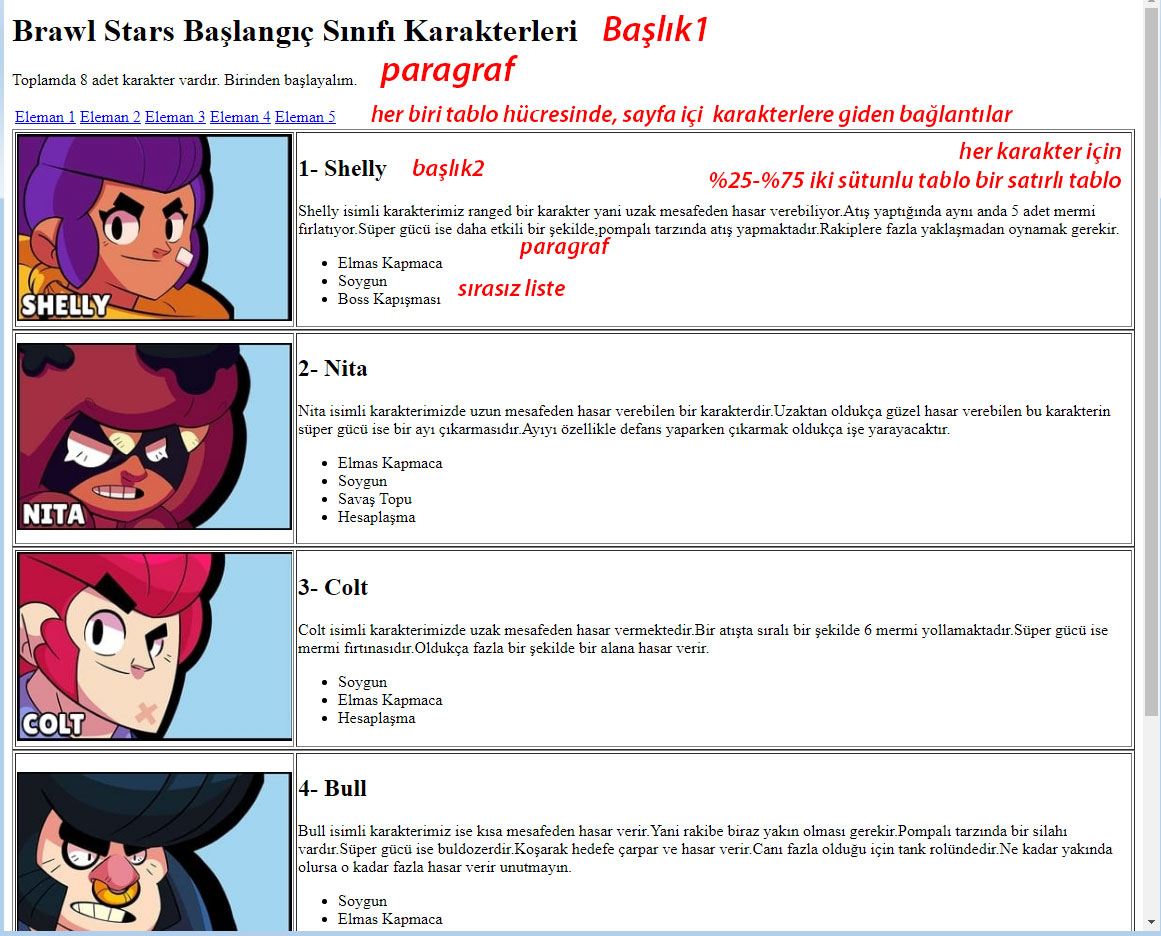 Brawl Stars Başlangıç Sınıfı Karakterleri Başlık1
Toplamda 8 adet karakter vardır. Birinden başlayalım. paragraf
Eleman 1 Eleman 2 Eleman 3 Eleman 4 Eleman 5 her biri tablo hücresinde, sayfa içi karakterlere giden bağlantılar
SHELLY
1- Shelly başlık2
her karakter için
%25-%75 iki sütunlu tablo bir satırlı tablo
Shelly isimli karakterimiz ranged bir karakter yani uzak mesafeden hasar verebiliyor.Atış yaptığında aynı anda 5 adet mermi
fırlatıyor.Süper gücü ise daha etkili bir şekilde,pompalı tarzında atış yapmaktadır.Rakiplere fazla yaklaşmadan oynamak gerekir.
paragraf
• Elmas Kapmaca
• Soygun
• Boss Kapışması
sırasız liste
NITA
2- Nita
Nita isimli karakterimizde uzun mesafeden hasar verebilen bir karakterdir.Uzaktan oldukça güzel hasar verebilen bu karakterin
süper gücü ise bir ayı çıkarmasıdır.Ayıyı özellikle defans yaparken çıkarmak oldukça işe yarayacaktır.
• Elmas Kapmaca
• Soygun
• Savaş Topu
• Hesaplaşma
COLT
3- Colt
Colt isimli karakterimizde uzak mesafeden hasar vermektedir.Bir atışta sıralı bir şekilde 6 mermi yollamaktadır.Süper gücü ise
mermi fırtınasıdır.Oldukça fazla bir şekilde bir alana hasar verir.
• Soygun
• Elmas Kapmaca
• Hesaplaşma
4- Bull
Bull isimli karakterimiz ise kısa mesafeden hasar verir.Yani rakibe biraz yakın olması gerekir.Pompalı tarzında bir silahı
vardır.Süper gücü ise buldozerdir.Koşarak hedefe çarpar ve hasar verir.Canı fazla olduğu için tank rolündedir.Ne kadar yakında
olursa o kadar fazla hasar verir unutmayın.
• Soygun
• Elmas Kapmaca